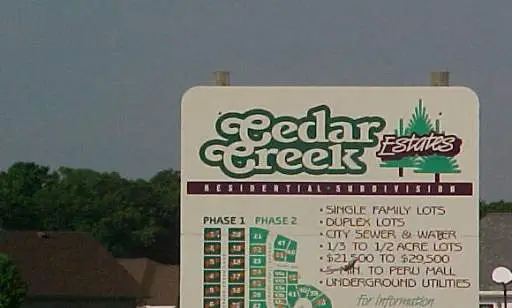 Cedar
Creek
Estates
RESIDENTIAL · SUBDIVISION
PHASE 1 PHASE 2
· SINGLE FAMILY LOTS
· DUPLEX LOTS
· CITY SEWER & WATER
· 1/3 TO 1/2 ACRE LOTS
· $21,500 TO $29,500
TO PERU MALL
· UNDERGROUND UTILITIES
for Information